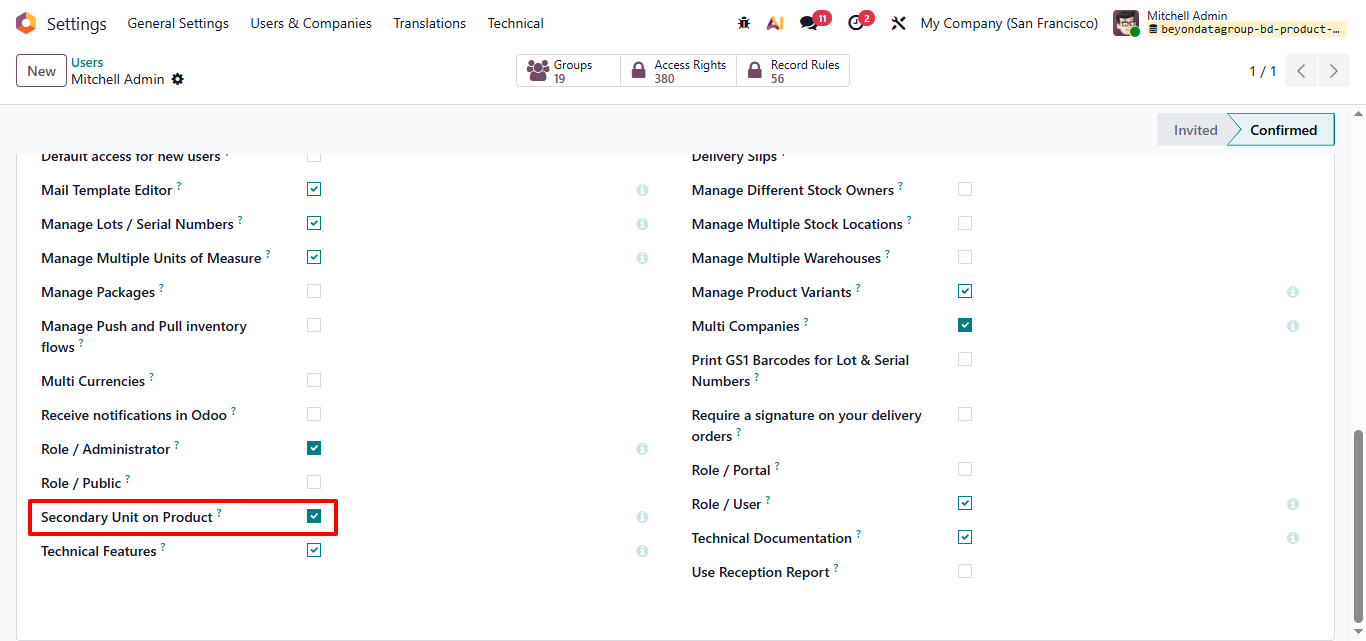 Settings General Settings Users & Companies Translations Technical AI 11 2 My Company (San Francisco) Mitchell Admin
beyondatagroup-bd-product-...
New Users Groups Access Rights Record Rules
Mitchell Admin 19 380 56 1 / 1
Invited Confirmed
Default access for new users ? Delivery Slips ?
Mail Template Editor ? Manage Different Stock Owners ?
Manage Lots / Serial Numbers ? Manage Multiple Stock Locations ?
Manage Multiple Units of Measure ? Manage Multiple Warehouses ?
Manage Packages ? Manage Product Variants ?
Manage Push and Pull inventory Multi Companies ?
flows ?
Print GS1 Barcodes for Lot & Serial
Multi Currencies ? Numbers ?
Receive notifications in Odoo ? Require a signature on your delivery
orders ?
Role / Administrator ?
Role / Portal ?
Role / Public ?
Role / User ?
Secondary Unit on Product ?
Technical Documentation ?
Technical Features ?
Use Reception Report ?